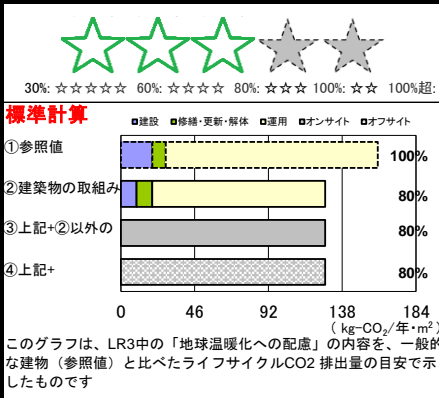 30%: ☆☆☆☆☆ 60%: ☆☆☆☆ 80%: ☆☆☆ 100%: ☆☆ 100%超:
標準計算
■建設 ■修繕・更新・解体 □運用 ■オンサイト ■オフサイト
①参照値 100%
②建築物の取組み 80%
③上記+②以外の 80%
④上記+ 80%
0 46 92 138 184
( kg-CO₂/年・m²)
このグラフは、LR3中の「地球温暖化への配慮」の内容を、一般的
な建物（参照値）と比べたライフサイクルCO2 排出量の目安で示
したものです